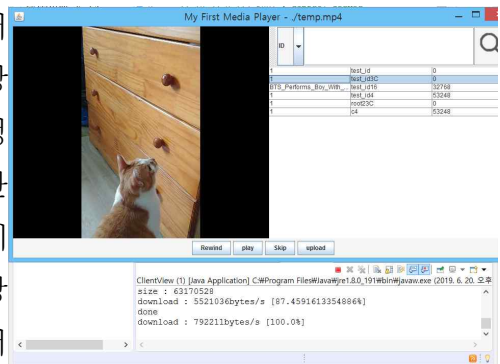 My First Media Player - ./temp.mp4
ID
1 test_id 0
1 test_id3C 0
BTS_Performs_Boy_With_... test_id16 32768
1 test_id4 53248
1 root23C 0
1 c4 53248
Rewind play Skip upload
ClientView (1) [Java Application] C:₩Program Files₩Java₩jre1.8.0_191₩bin₩javaw.exe (2019. 6. 20. 오후
size : 63170528
download : 5521036bytes/s [87.4591613354886%]
done
download : 792211bytes/s [100.0%]